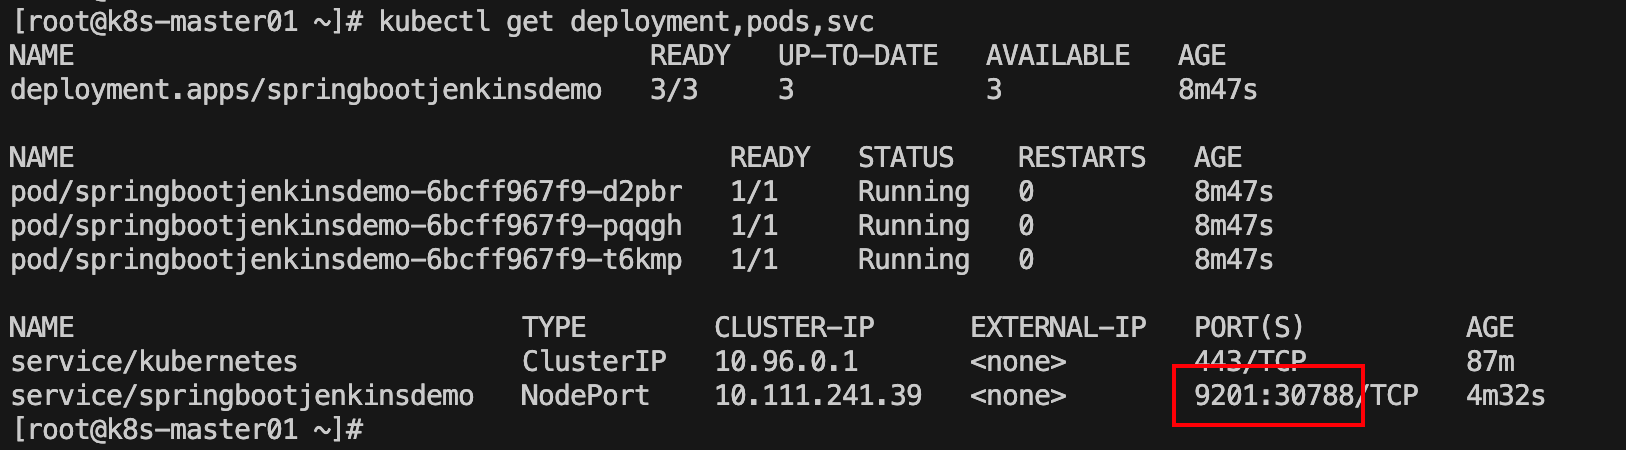 [root@k8s-master01 ~]# kubectl get deployment,pods,svc
NAME READY UP-TO-DATE AVAILABLE AGE
deployment.apps/springbootjenkinsdemo 3/3 3 3 8m47s
NAME READY STATUS RESTARTS AGE
pod/springbootjenkinsdemo-6bcff967f9-d2pbr 1/1 Running 0 8m47s
pod/springbootjenkinsdemo-6bcff967f9-pqqgh 1/1 Running 0 8m47s
pod/springbootjenkinsdemo-6bcff967f9-t6kmp 1/1 Running 0 8m47s
NAME TYPE CLUSTER-IP EXTERNAL-IP PORT(S) AGE
service/kubernetes ClusterIP 10.96.0.1 <none> 443/TCP 87m
service/springbootjenkinsdemo NodePort 10.111.241.39 <none> 9201:30788/TCP 4m32s
[root@k8s-master01 ~]#